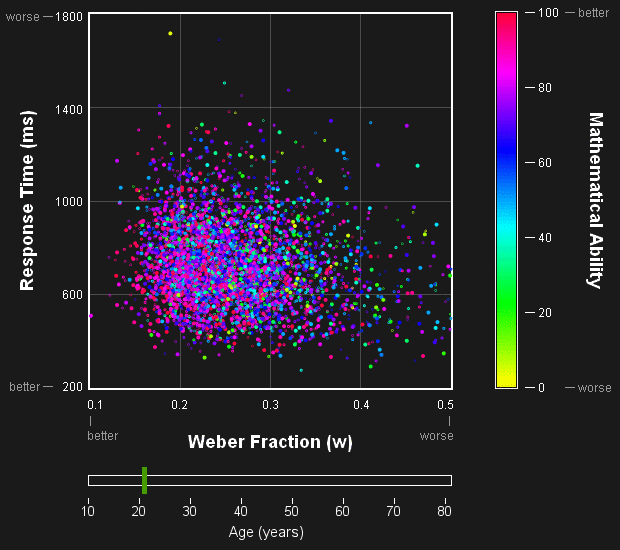 worse
1800
1400
1000
600
better
200
Response Time (ms)
0.1
0.2
0.3
0.4
0.5
better
worse
Weber Fraction (w)
100
better
80
60
40
20
0
worse
Mathematical Ability
10
20
30
40
50
60
70
80
Age (years)